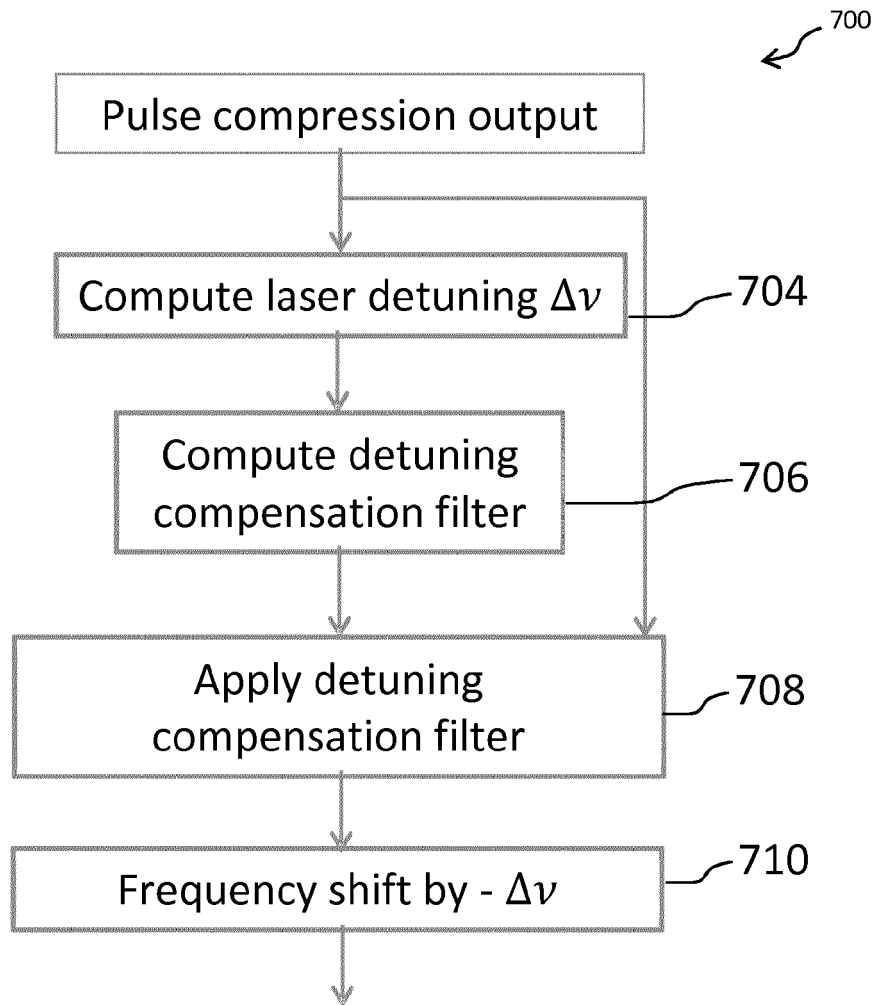 700
Pulse compression output
Compute laser detuning Δν
704
Compute detuning
compensation filter
706
Apply detuning
compensation filter
708
Frequency shift by - Δν
710